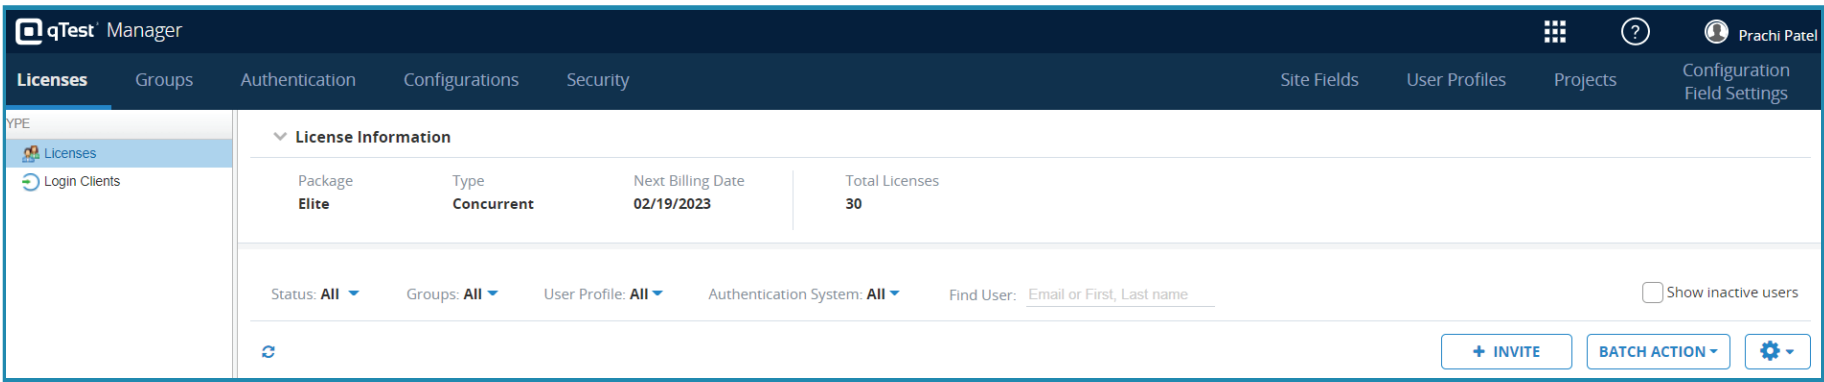 qTest Manager
? Prachi Patel
Licenses Groups Authentication Configurations Security Site Fields User Profiles Projects Configuration Field Settings
YPE
Licenses
Login Clients
License Information
Package Type Next Billing Date Total Licenses
Elite Concurrent 02/19/2023 30
Status: All Groups: All User Profile: All Authentication System: All Find User: Email or First, Last name Show inactive users
+ INVITE BATCH ACTION